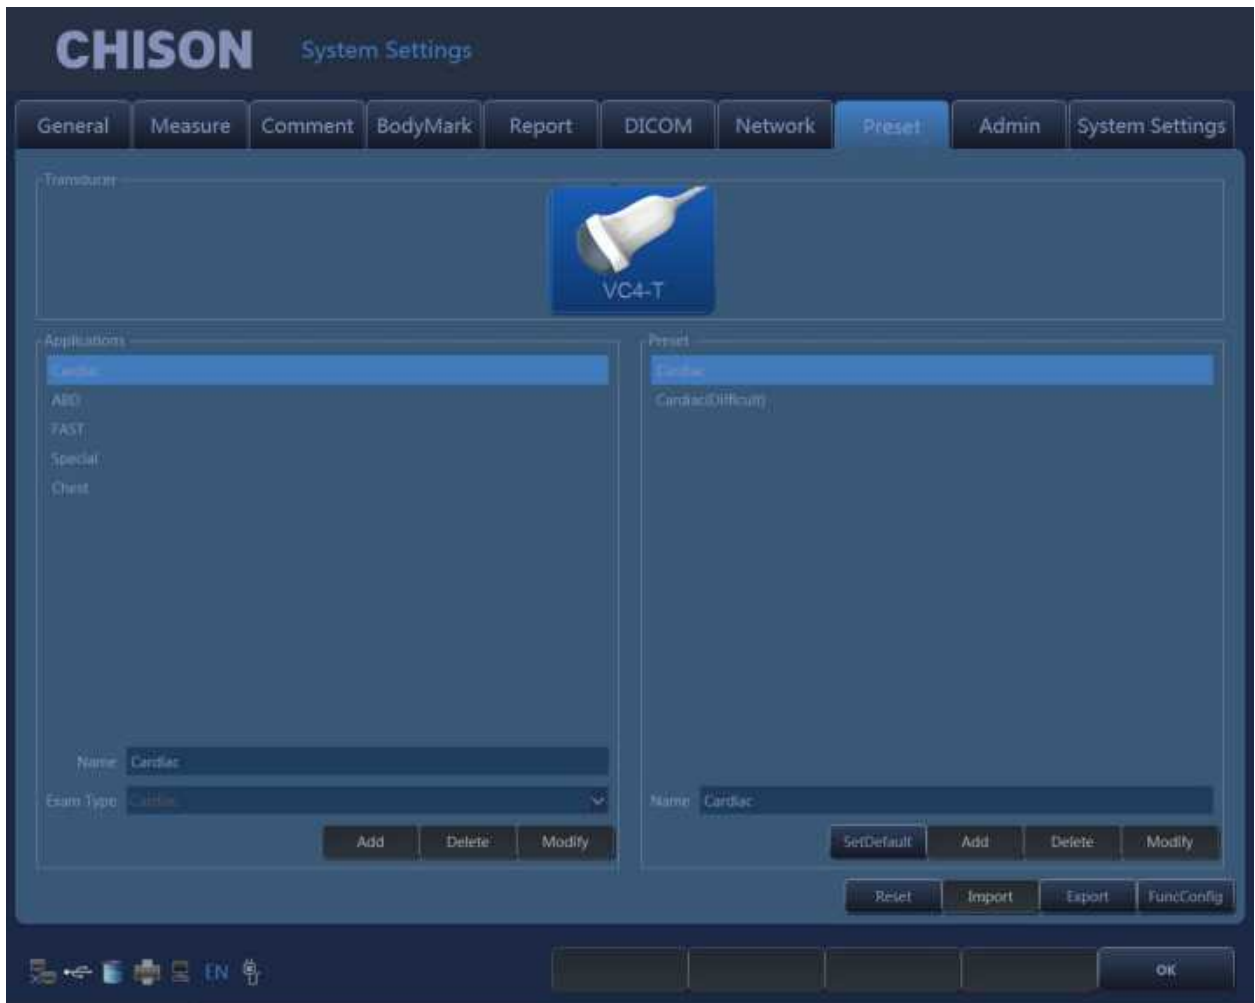 CHISON System Settings
General Measure Comment BodyMark Report DICOM Network Preset Admin System Settings
Transducer
VC4-T
Applications Preset
Cardiac Cardiac
ABD Cardiac(Difficult)
FAST
Special
Chest
Name Cardiac
Exam Type Cardiac Name Cardiac
Add Delete Modify SetDefault Add Delete Modify
Reset Import Export FuncConfig
EN OK